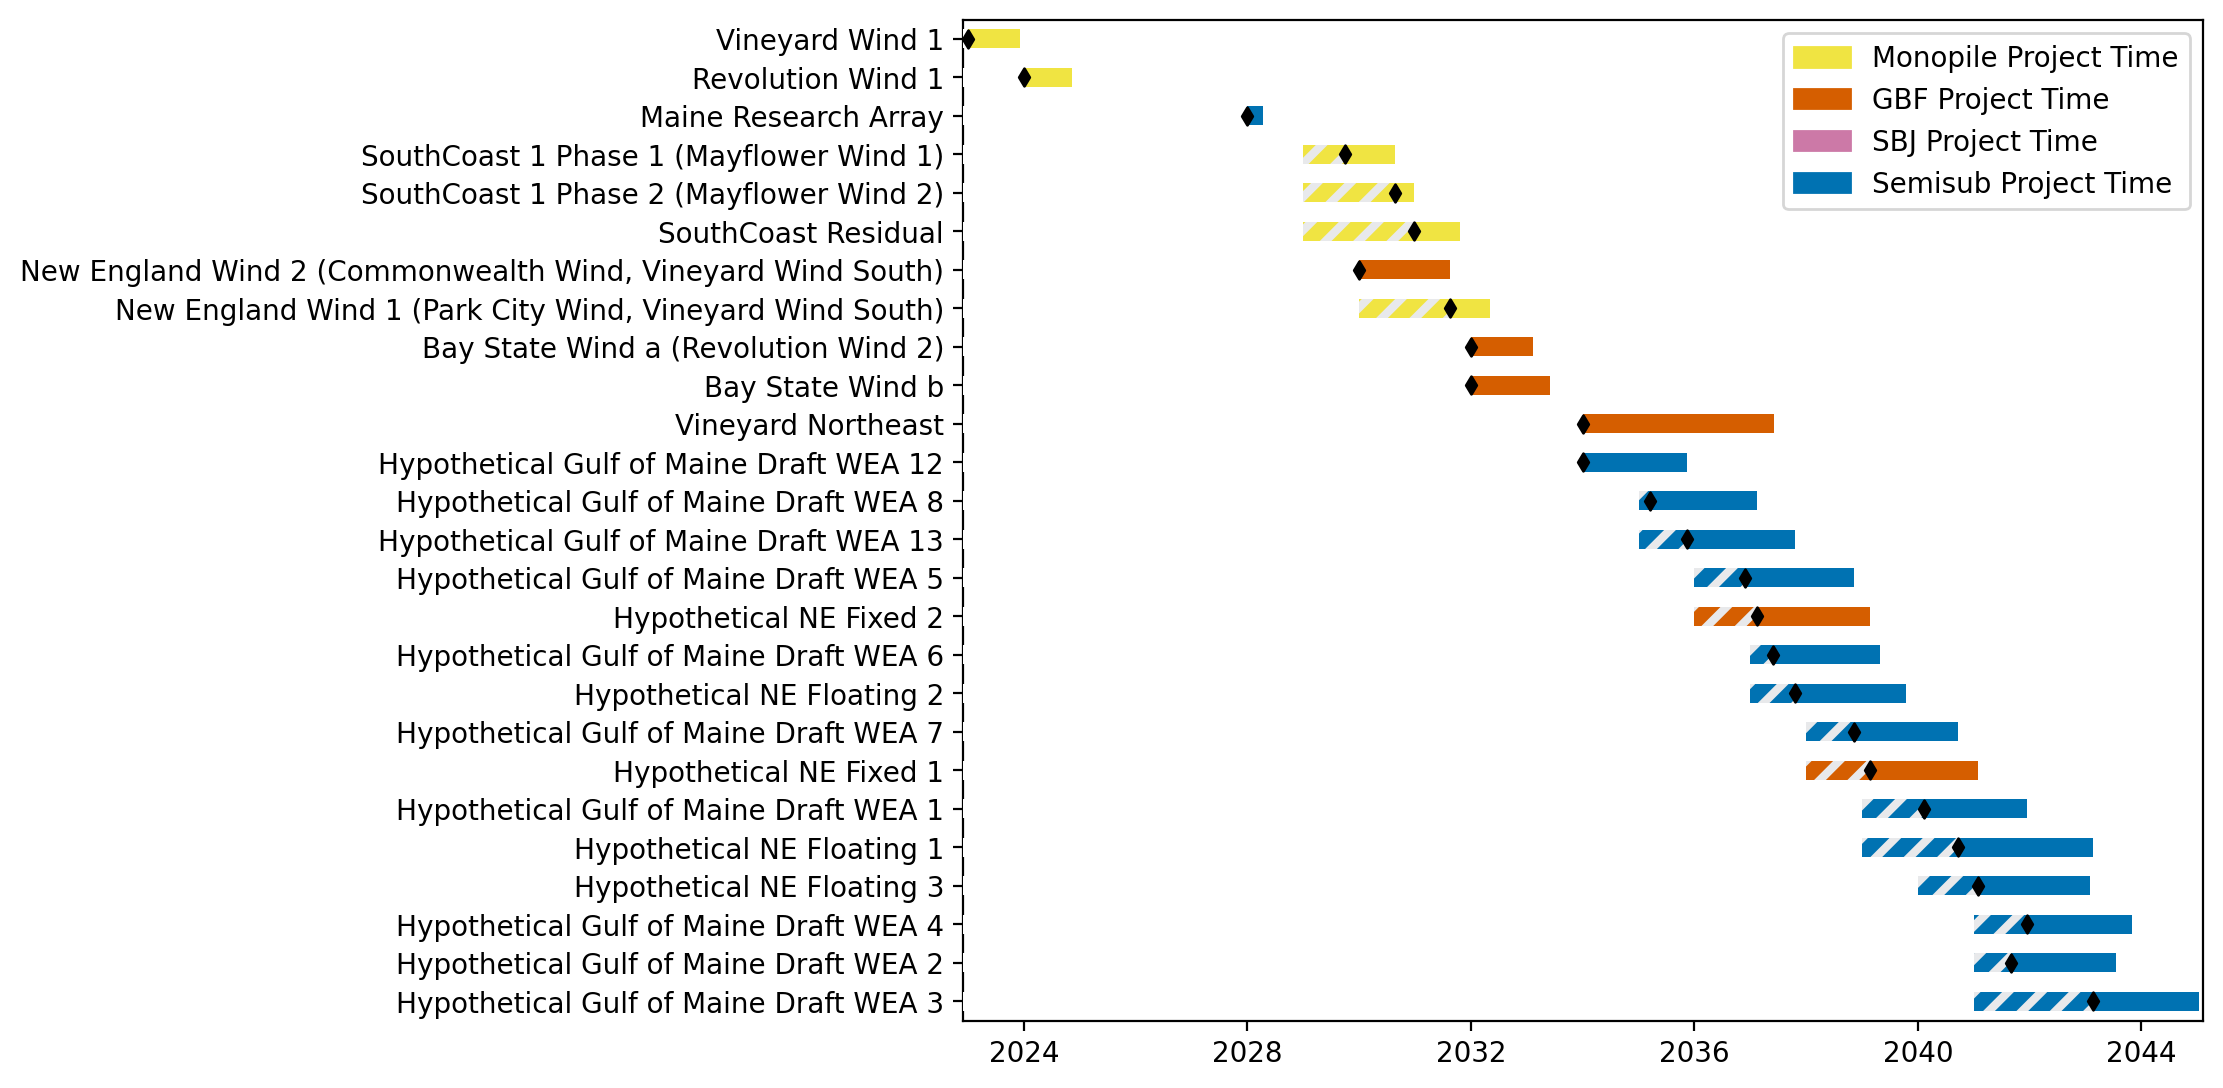 Vineyard Wind 1
Revolution Wind 1
Maine Research Array
SouthCoast 1 Phase 1 (Mayflower Wind 1)
SouthCoast 1 Phase 2 (Mayflower Wind 2)
SouthCoast Residual
New England Wind 2 (Commonwealth Wind, Vineyard Wind South)
New England Wind 1 (Park City Wind, Vineyard Wind South)
Bay State Wind a (Revolution Wind 2)
Bay State Wind b
Vineyard Northeast
Hypothetical Gulf of Maine Draft WEA 12
Hypothetical Gulf of Maine Draft WEA 8
Hypothetical Gulf of Maine Draft WEA 13
Hypothetical Gulf of Maine Draft WEA 5
Hypothetical NE Fixed 2
Hypothetical Gulf of Maine Draft WEA 6
Hypothetical NE Floating 2
Hypothetical Gulf of Maine Draft WEA 7
Hypothetical NE Fixed 1
Hypothetical Gulf of Maine Draft WEA 1
Hypothetical NE Floating 1
Hypothetical NE Floating 3
Hypothetical Gulf of Maine Draft WEA 4
Hypothetical Gulf of Maine Draft WEA 2
Hypothetical Gulf of Maine Draft WEA 3
Monopile Project Time
GBF Project Time
SBJ Project Time
Semisub Project Time
2024 2028 2032 2036 2040 2044